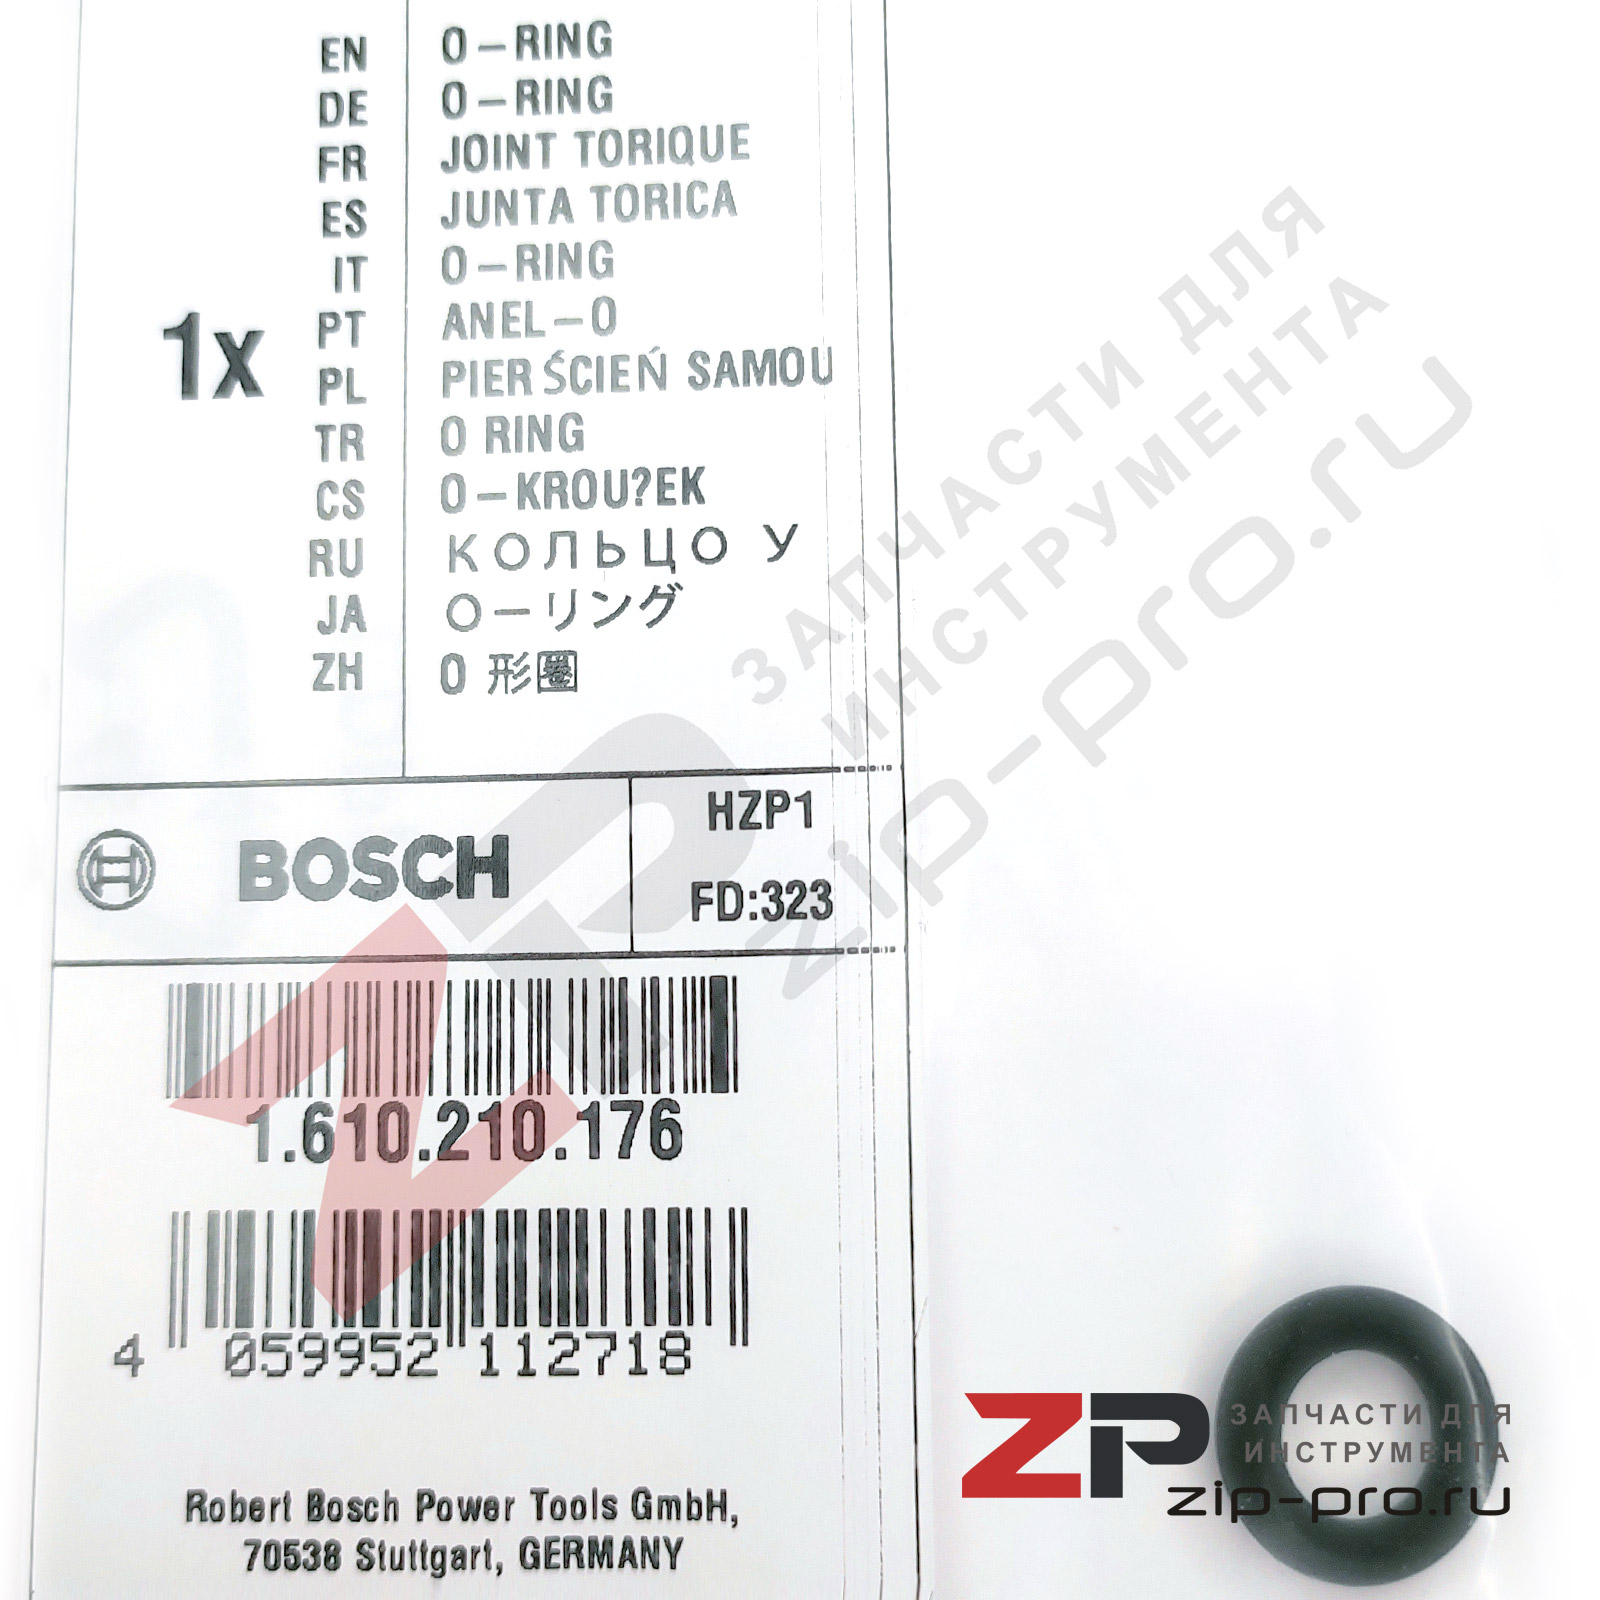 1x
EN O-RING
DE O-RING
FR JOINT TORIQUE
ES JUNTA TORICA
IT O-RING
PT ANEL-O
PL PIERŚCIEŃ SAMOU
TR O RING
CS O-KROU?EK
RU КОЛЬЦО У
JA O-リング
ZH O 形圈
BOSCH
HZP1
FD:323
1.610.210.176
4 059952 112718
Robert Bosch Power Tools GmbH,
70538 Stuttgart, GERMANY
ZP
ЗАПЧАСТИ ДЛЯ
ИНСТРУМЕНТА
zip-pro.ru
ZP
ЗАПЧАСТИ ДЛЯ
ИНСТРУМЕНТА
zip-pro.ru